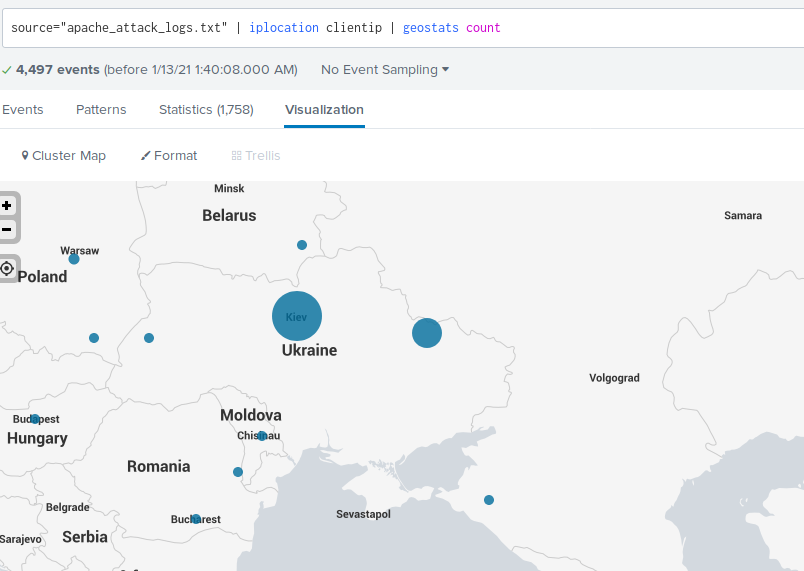 source="apache_attack_logs.txt" | iplocation clientip | geostats count
4,497 events (before 1/13/21 1:40:08.000 AM) No Event Sampling
Events Patterns Statistics (1,758) Visualization
Cluster Map Format Trellis
Minsk
Belarus
Samara
Warsaw
Poland
Kiev
Ukraine
Volgograd
Moldova
Budapest
Chisinau
Hungary
Romania
Belgrade
Sevastapol
Bucharest
Serbia
Sarajevo